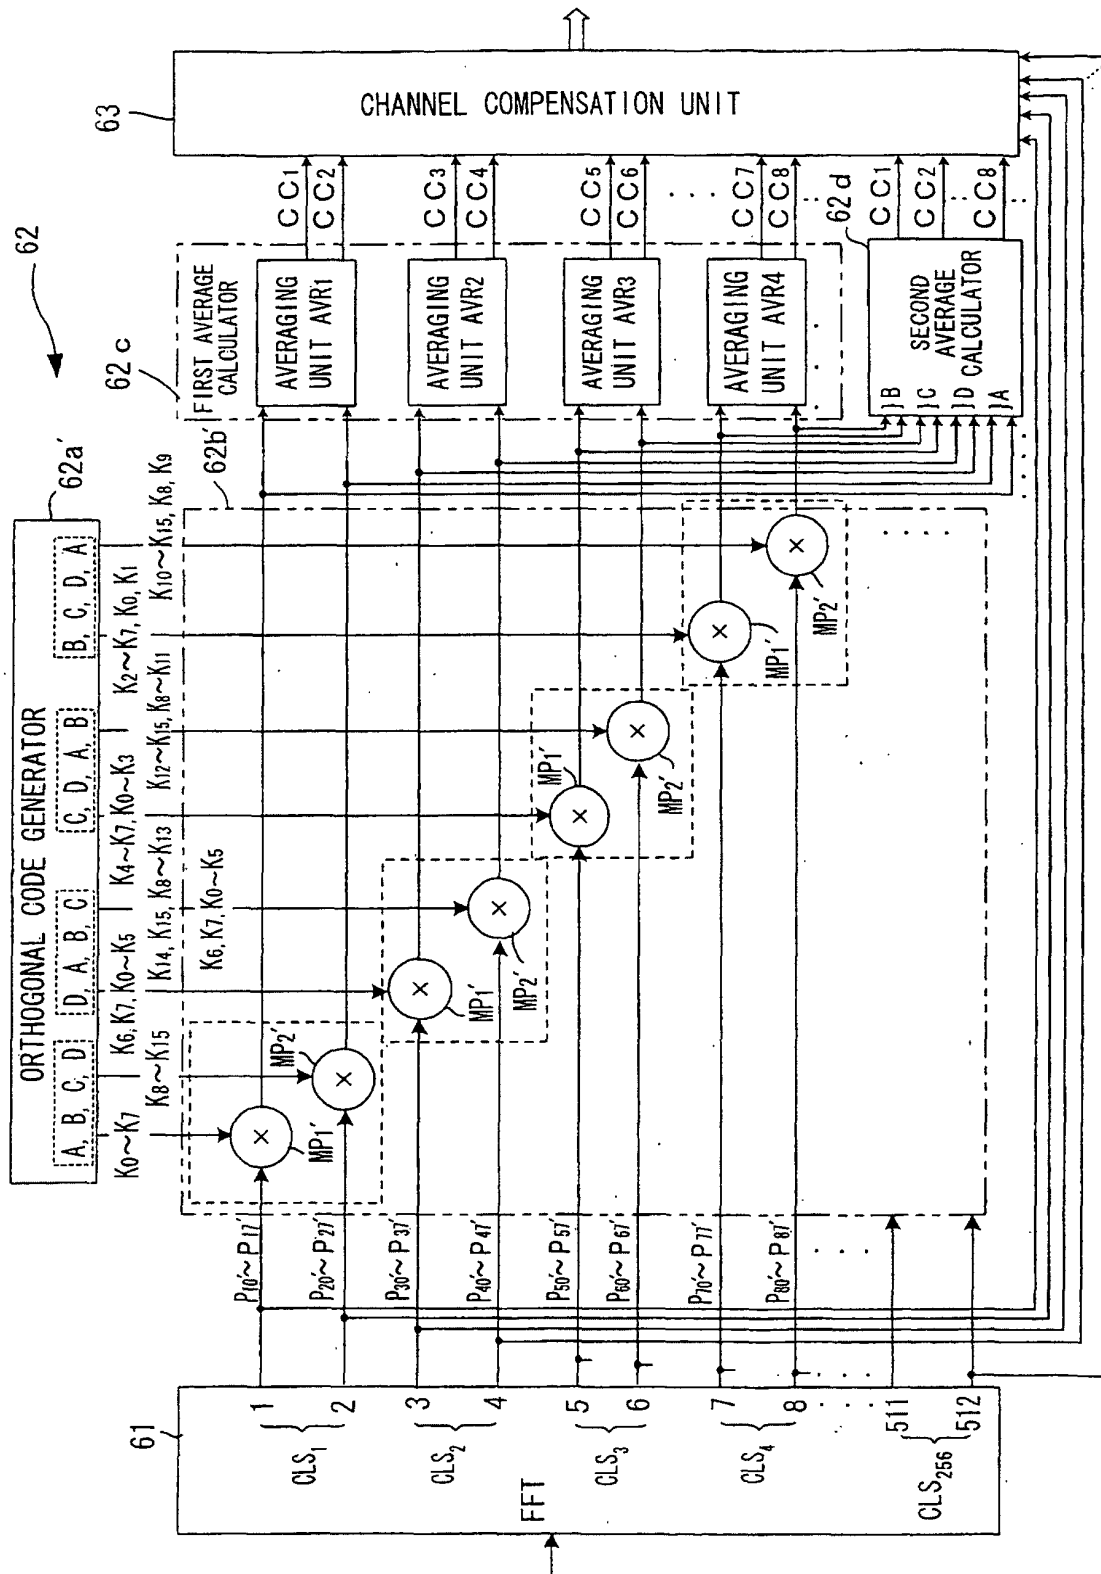 62
ORTHOGONAL CODE GENERATOR
62a'
A, B, C, D
D, A, B, C
C, D, A, B
B, C, D, A
K0~K7
K8~K15
K6, K7, K0~K5
K14, K15, K8~K13
K6, K7, K0~K5
K4~K7, K0~K3
K12~K15, K8~K11
K2~K7, K0, K1
K10~K15, K8, K9
61
FFT
1
2
3
4
5
6
7
8
511
512
CLS1
CLS2
CLS3
CLS4
CLS256
P10'~P17'
P20'~P27'
P30'~P37'
P40'~P47'
P50'~P57'
P60'~P67'
P70'~P77'
P80'~P87'
62b'
×
MP1'
×
MP2'
×
MP1'
×
MP2'
×
MP1'
×
MP2'
×
MP1'
×
MP2'
62c
FIRST AVERAGE
CALCULATOR
AVERAGING
UNIT AVR1
AVERAGING
UNIT AVR2
AVERAGING
UNIT AVR3
AVERAGING
UNIT AVR4
62d
SECOND
AVERAGE
CALCULATOR
}B
}C
}D
}A
CC1
CC2
CC3
CC4
CC5
CC6
CC7
CC8
CC1
CC2
CC8
63
CHANNEL COMPENSATION UNIT